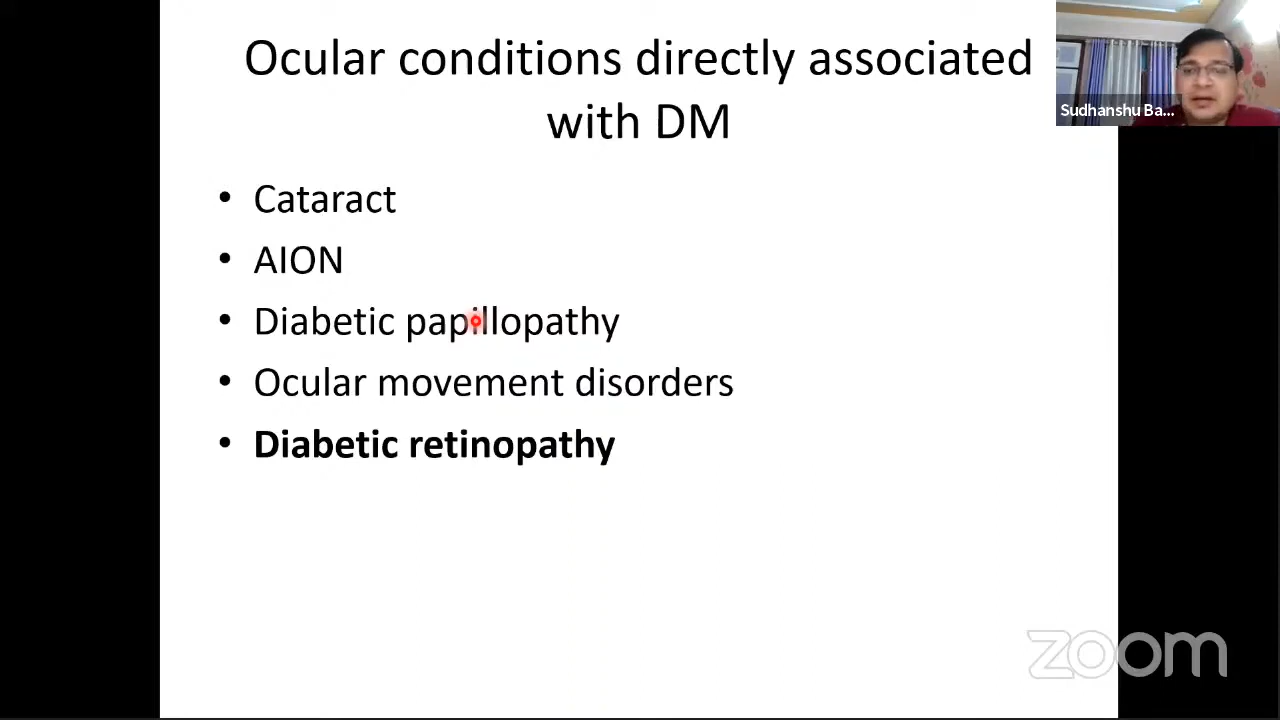 Ocular conditions directly associated
with DM
Sudhanshu Ba...
• Cataract
• AION
• Diabetic papillopathy
• Ocular movement disorders
• Diabetic retinopathy
zoom